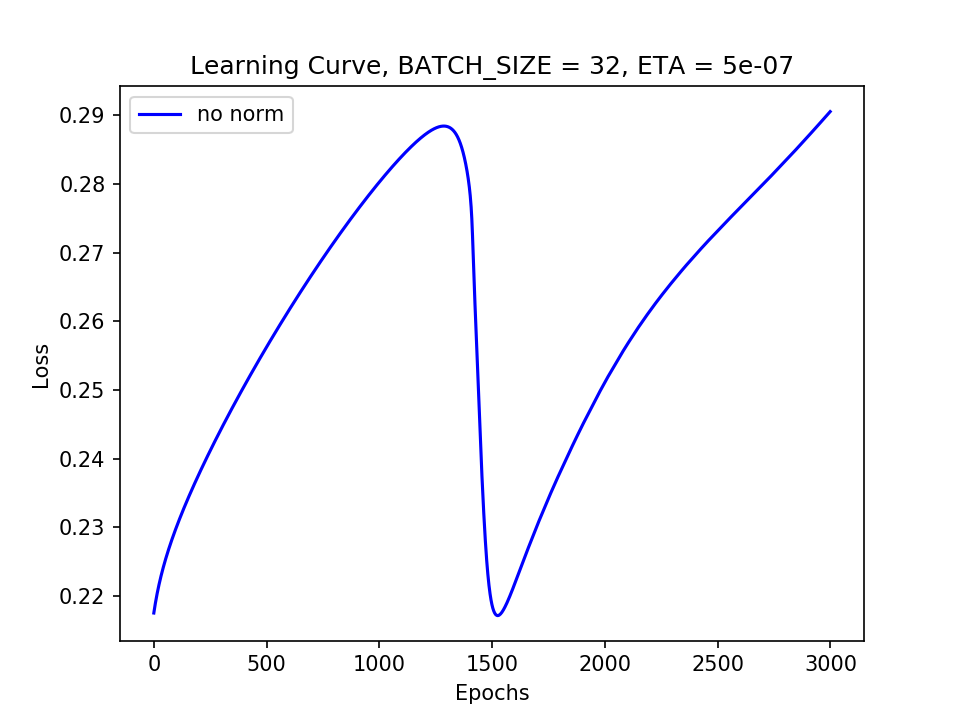 Learning Curve, BATCH_SIZE = 32, ETA = 5e-07
no norm
0.29
0.28
0.27
0.26
0.25
0.24
0.23
0.22
Loss
0 500 1000 1500 2000 2500 3000
Epochs